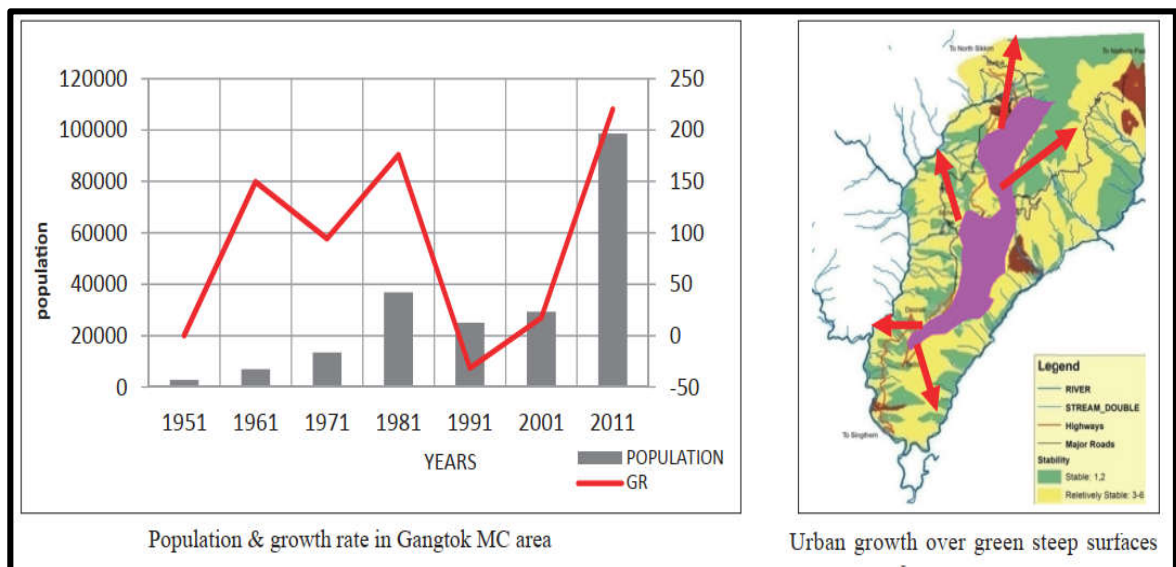 120000
100000
80000
60000
40000
20000
0
population
250
200
150
100
50
0
-50
1951 1961 1971 1981 1991 2001 2011
YEARS
POPULATION
GR
Population & growth rate in Gangtok MC area
To North Sikkim
To Singtham
Legend
RIVER
STREAM_DOUBLE
Highways
Major Roads
Stability
Stable: 1,2
Reletively Stable: 3-6
Urban growth over green steep surfaces